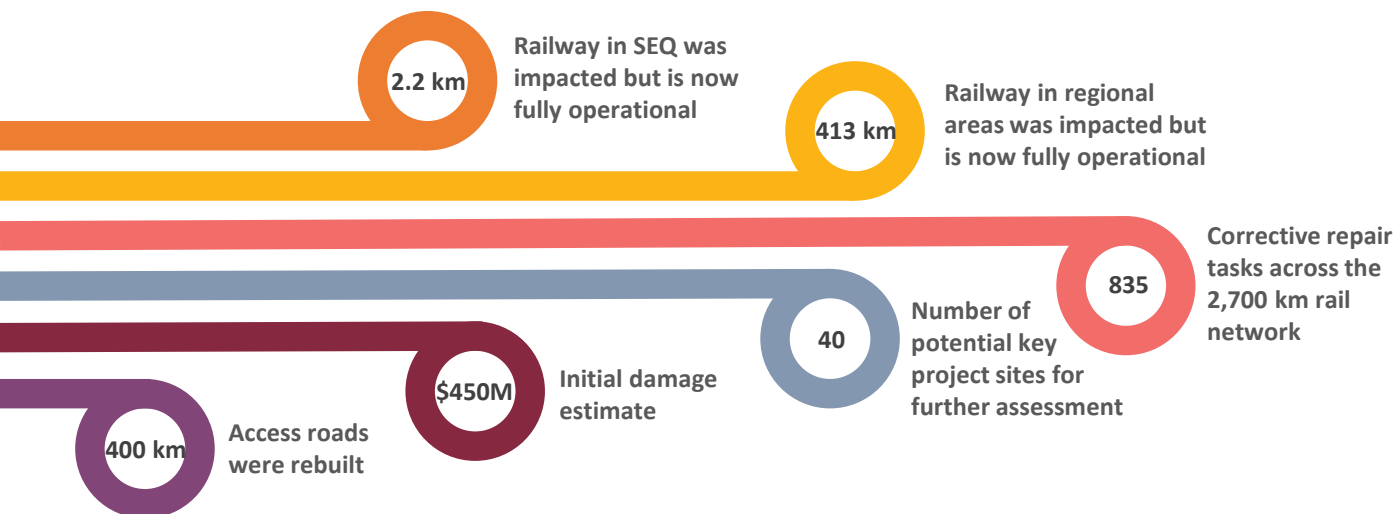 2.2 km
Railway in SEQ was
impacted but is now
fully operational
413 km
Railway in regional
areas was impacted but
is now fully operational
835
Corrective repair
tasks across the
2,700 km rail
network
40
Number of
potential key
project sites for
further assessment
$450M
Initial damage
estimate
400 km
Access roads
were rebuilt